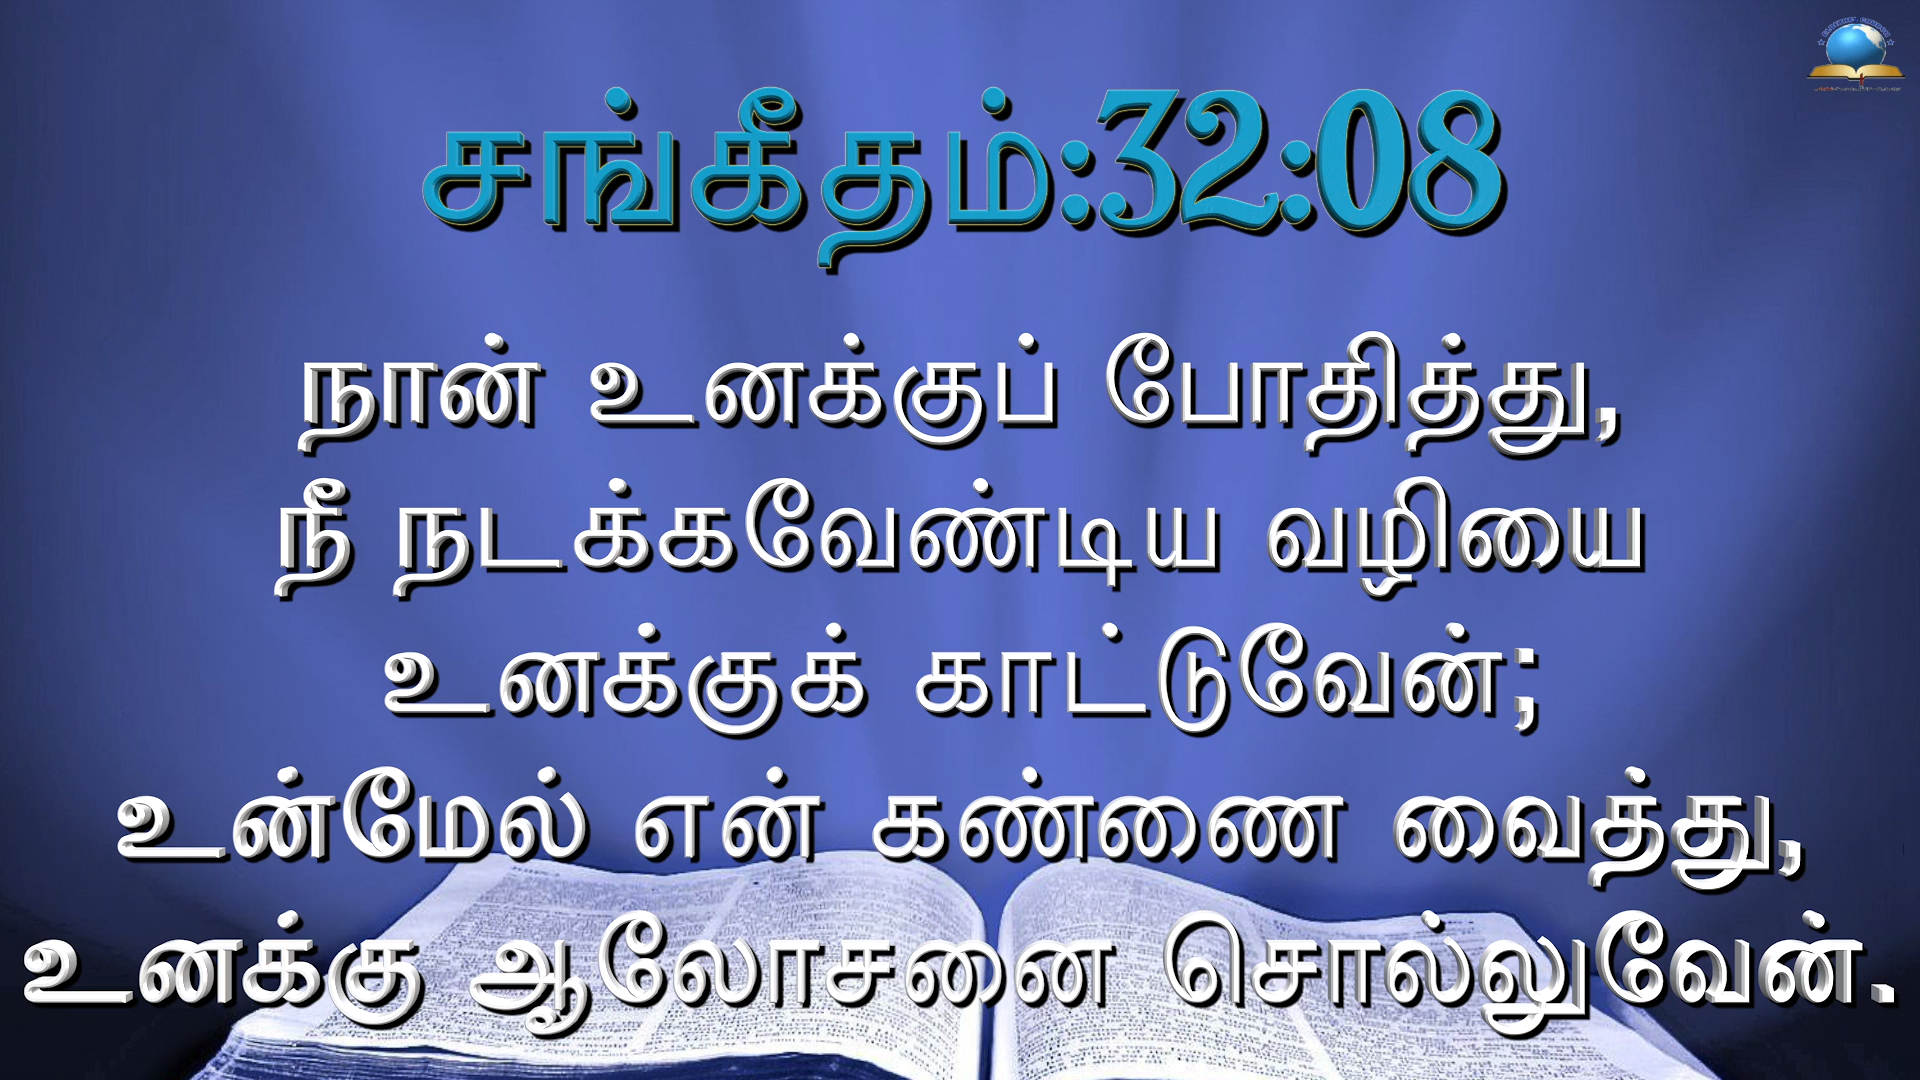 சங்கீதம்:32:08
நான் உனக்குப் போதித்து,
நீ நடக்கவேண்டிய வழியை
உனக்குக் காட்டுவேன்;
உன்மேல் என் கண்ணை வைத்து,
உனக்கு ஆலோசனை சொல்லுவேன்.